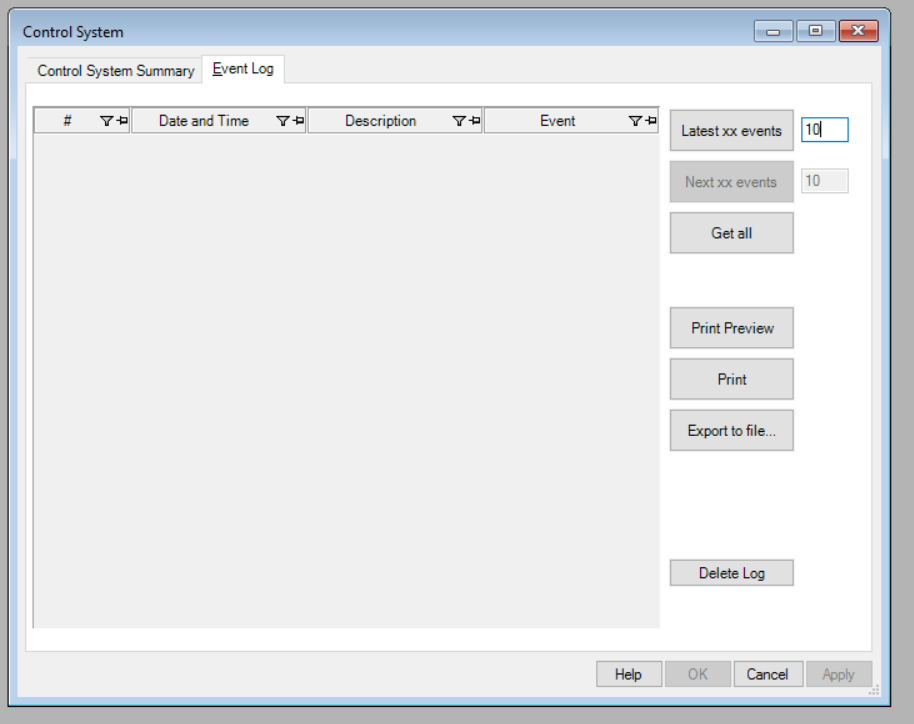 Control System
Control System Summary Event Log
# Date and Time Description Event
Latest xx events 10
Next xx events 10
Get all
Print Preview
Print
Export to file...
Delete Log
Help OK Cancel Apply